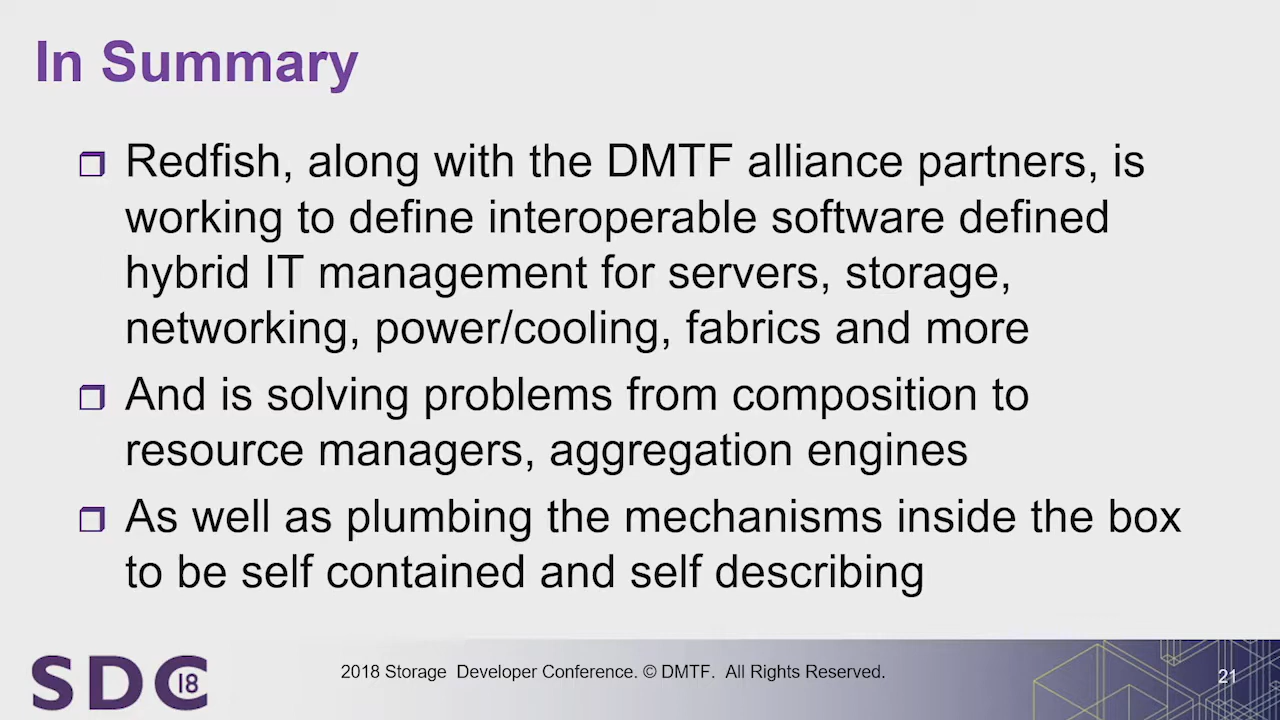 In Summary
Redfish, along with the DMTF alliance partners, is
working to define interoperable software defined
hybrid IT management for servers, storage,
networking, power/cooling, fabrics and more
And is solving problems from composition to
resource managers, aggregation engines
As well as plumbing the mechanisms inside the box
to be self contained and self describing
SDC 18
2018 Storage  Developer Conference. © DMTF.  All Rights Reserved.
21